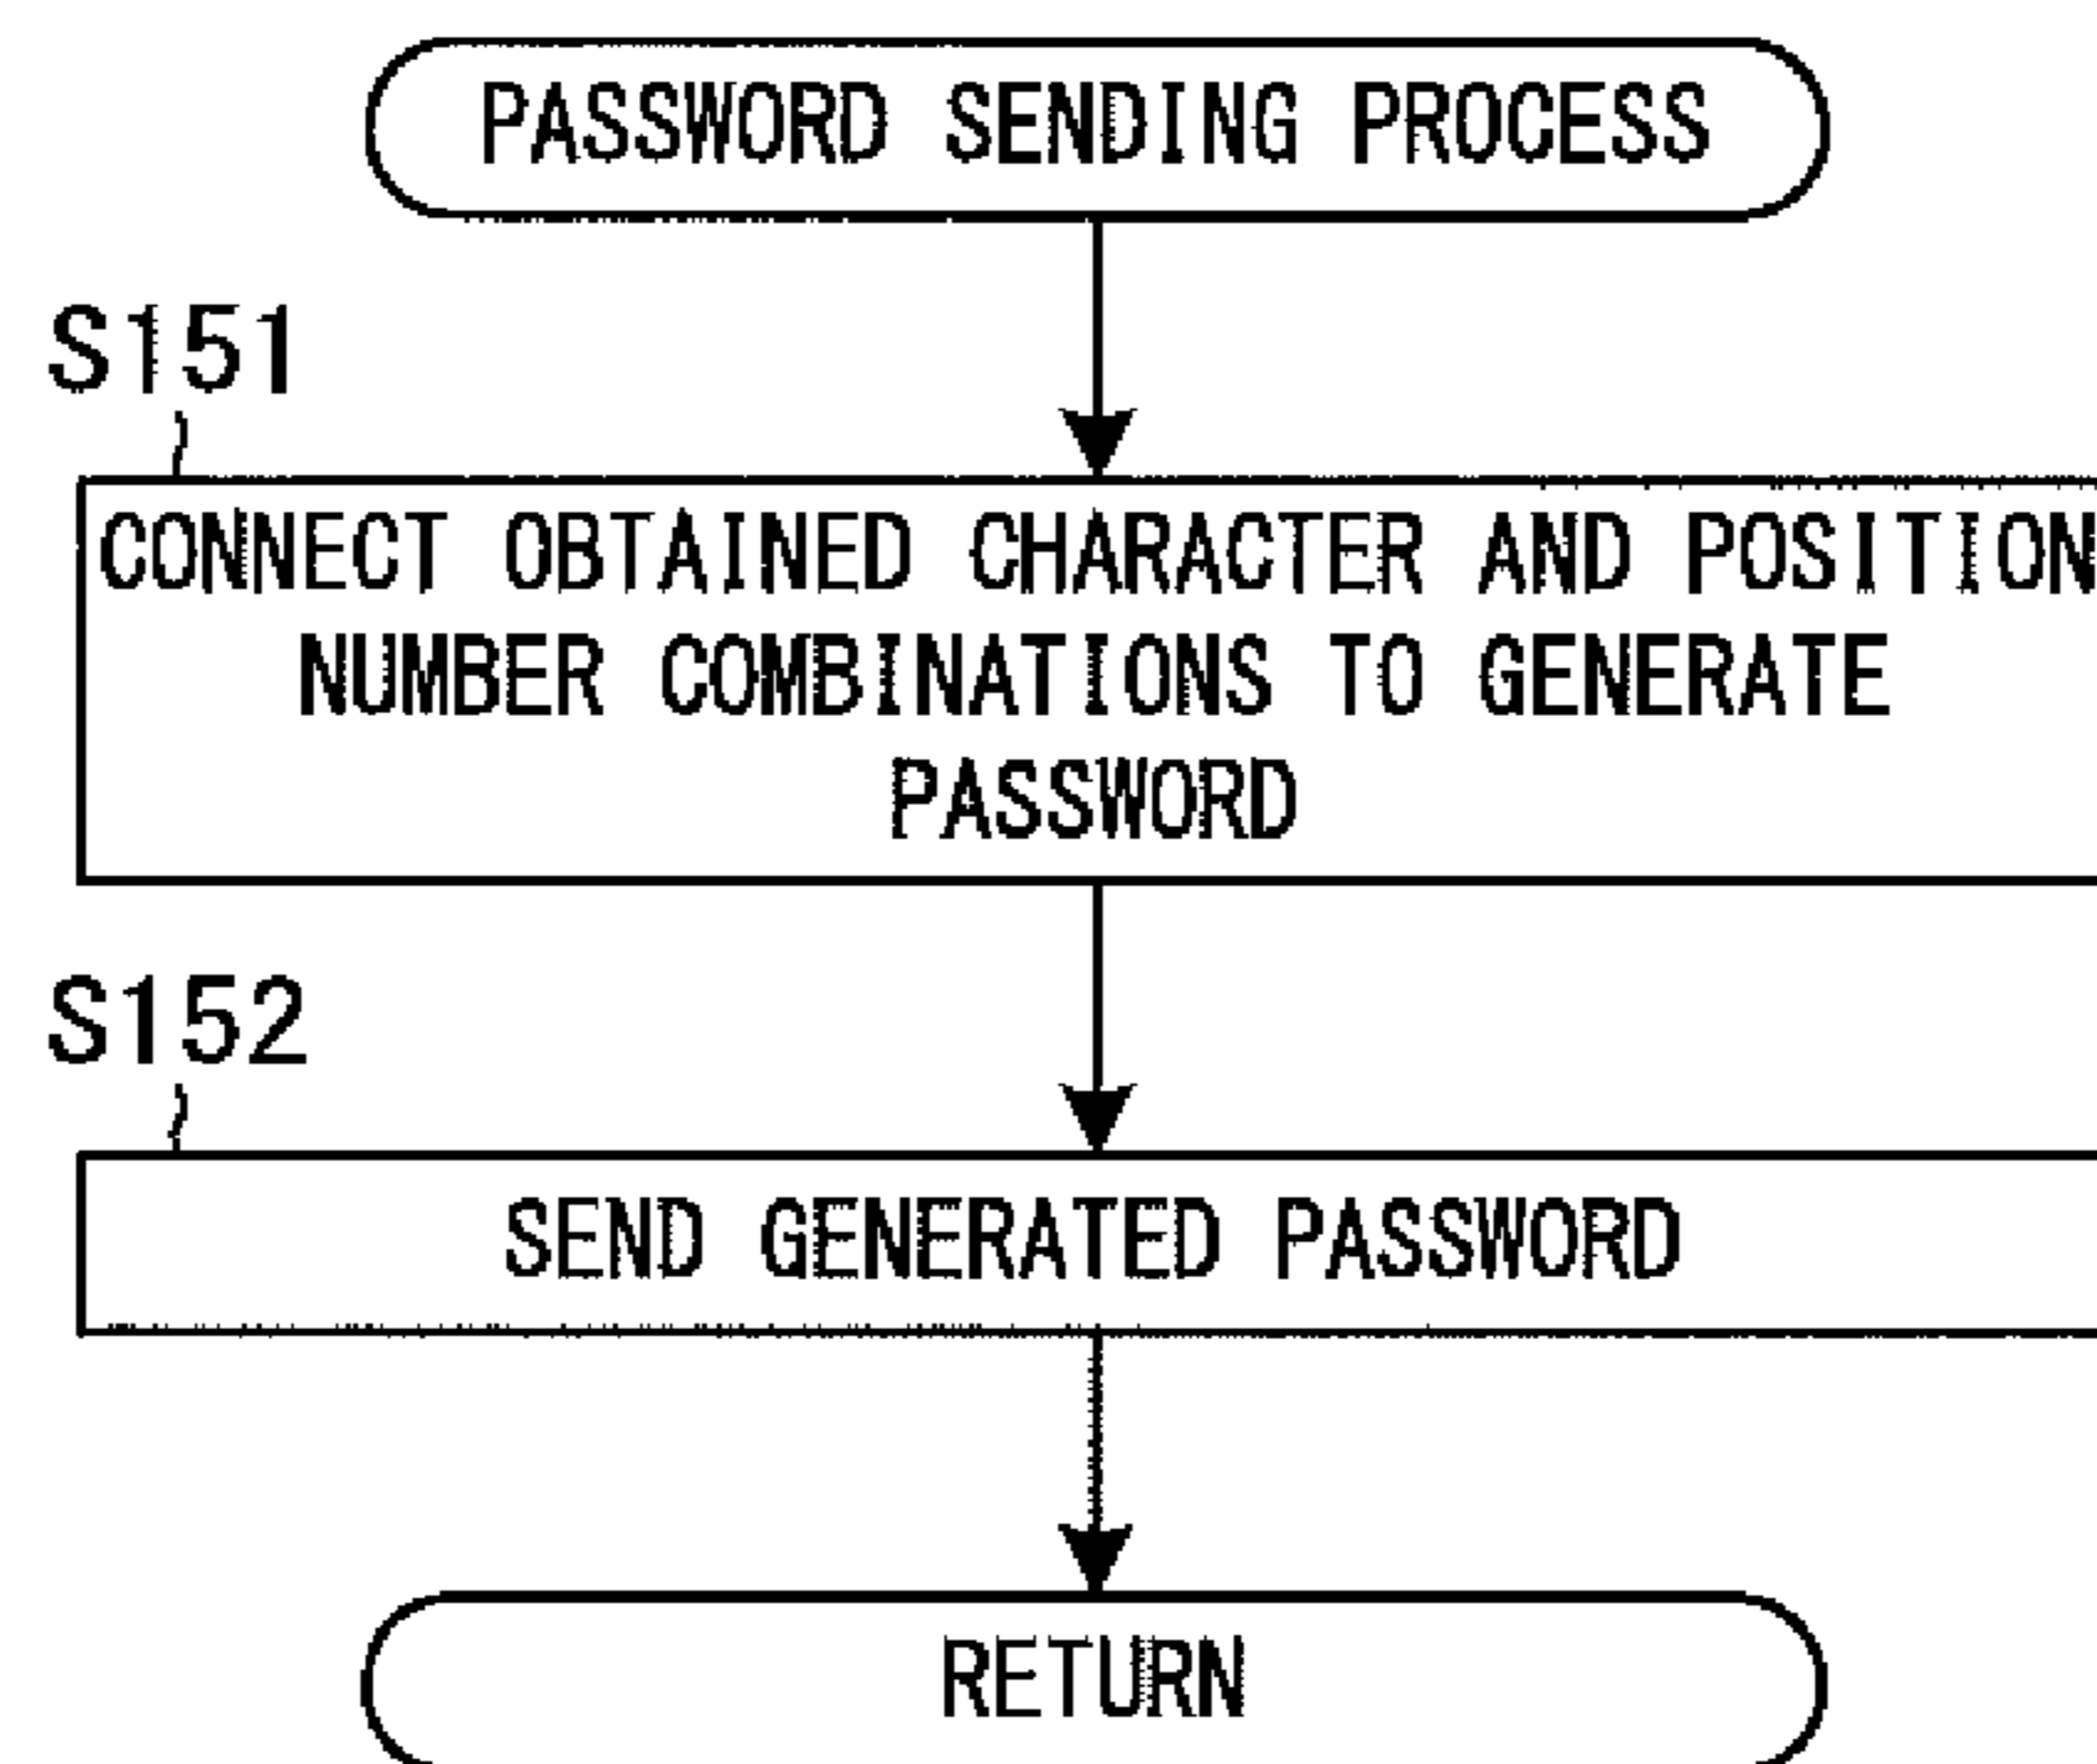 PASSWORD SENDING PROCESS
S151
CONNECT OBTAINED CHARACTER AND POSITION
NUMBER COMBINATIONS TO GENERATE
PASSWORD
S152
SEND GENERATED PASSWORD
RETURN